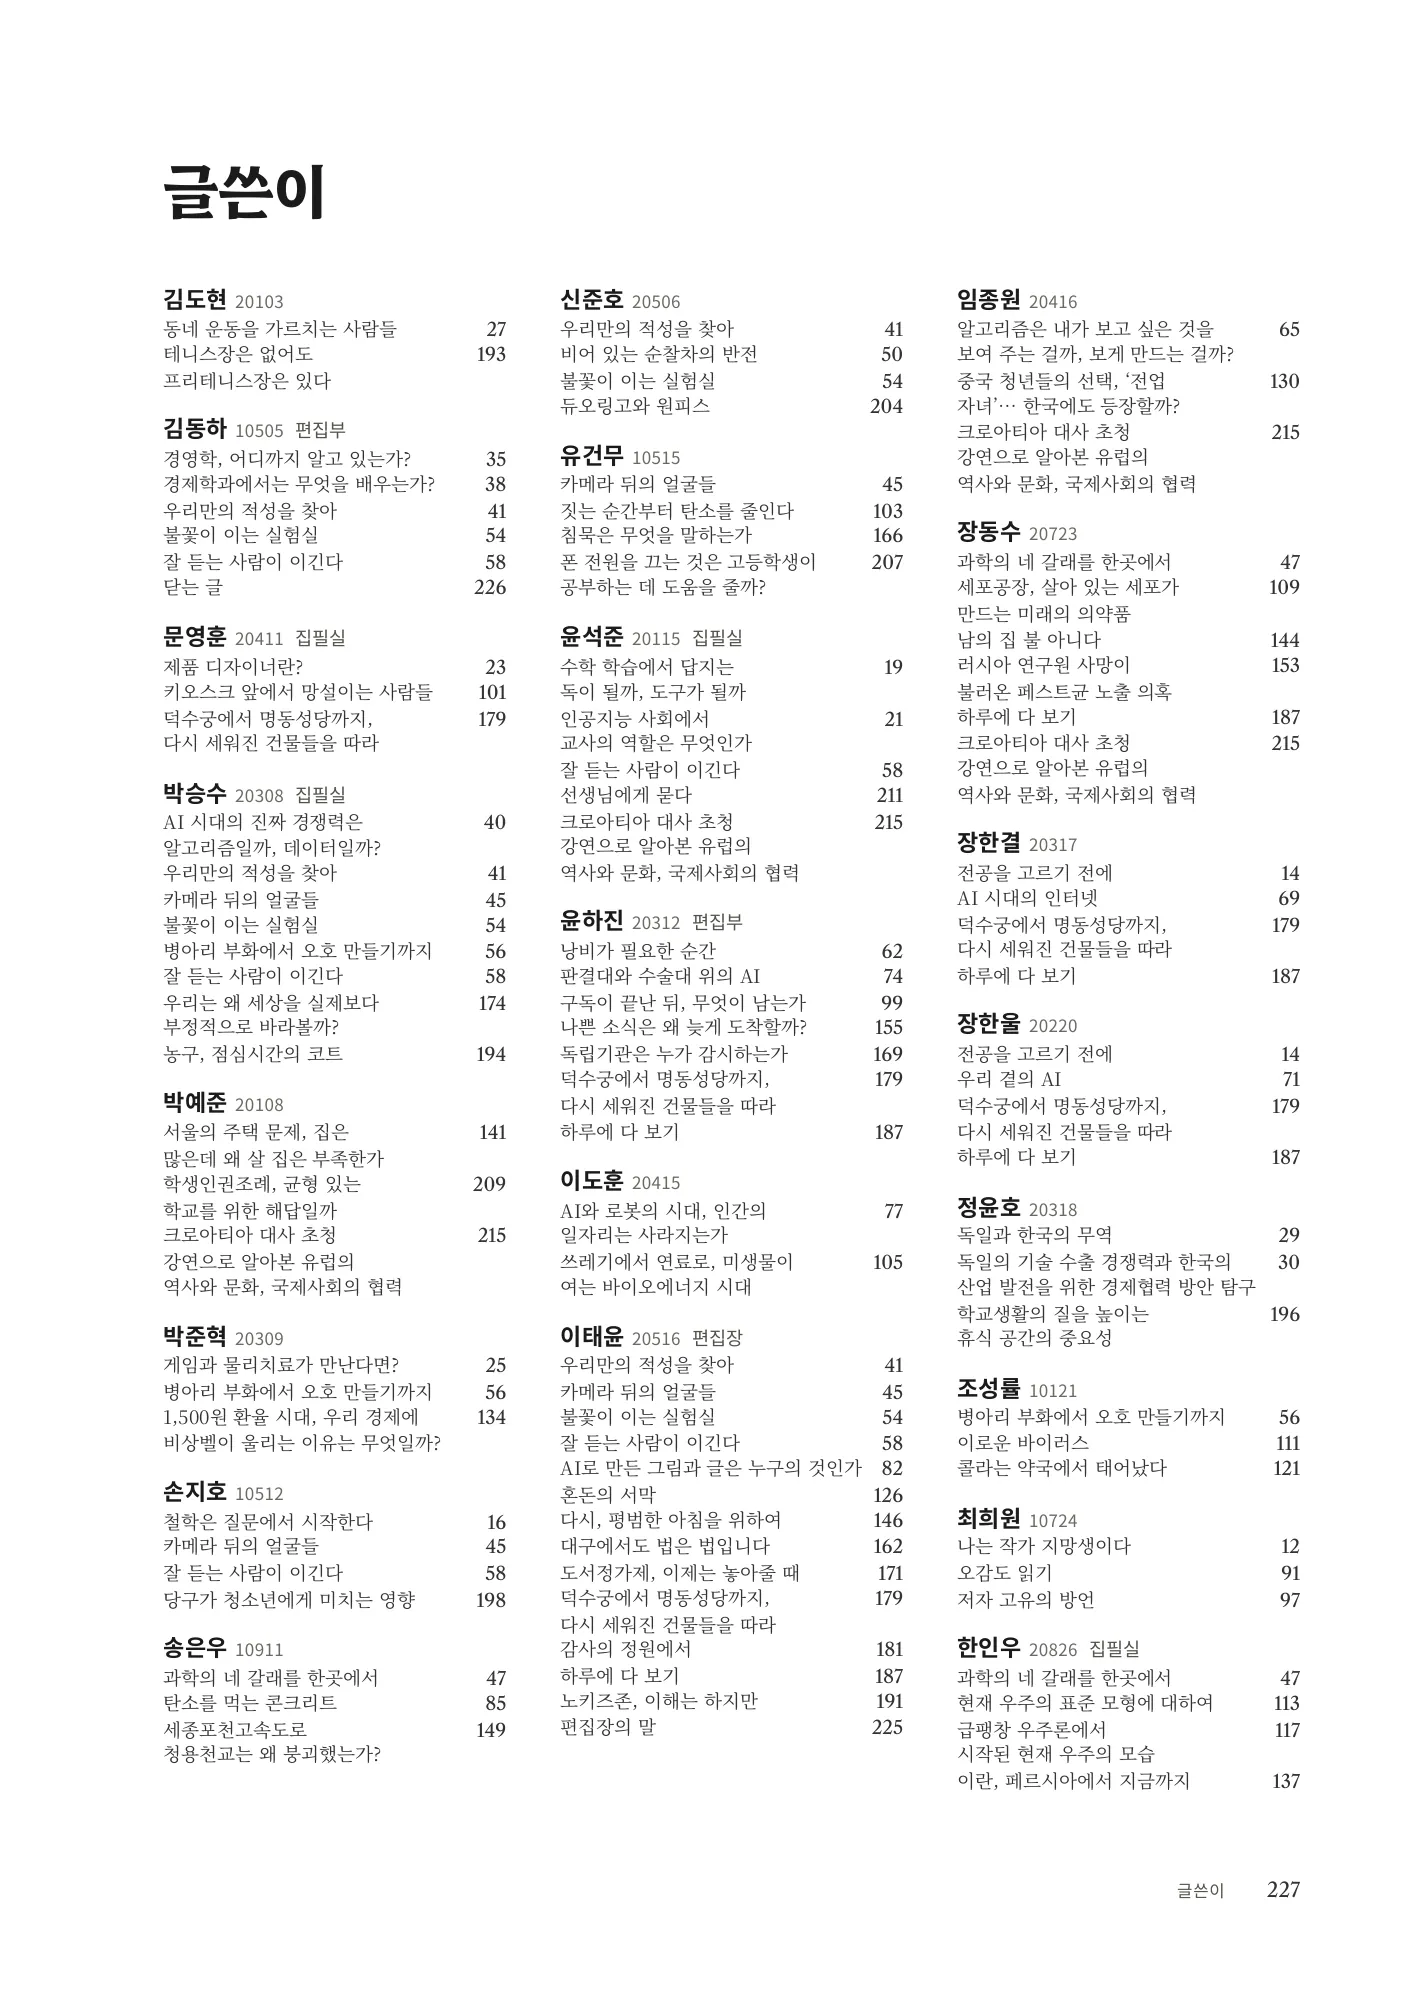 글쓴이
김도현 20103
동네 운동을 가르치는 사람들 27
테니스장은 없어도 193
프리테니스장은 있다
김동하 10505 편집부
경영학, 어디까지 알고 있는가? 35
경제학과에서는 무엇을 배우는가? 38
우리만의 적성을 찾아 41
불꽃이 이는 실험실 54
잘 듣는 사람이 이긴다 58
닫는 글 226
문영훈 20411 집필실
제품 디자이너란? 23
키오스크 앞에서 망설이는 사람들 101
덕수궁에서 명동성당까지, 179
다시 세워진 건물들을 따라
박승수 20308 집필실
AI 시대의 진짜 경쟁력은 40
알고리즘일까, 데이터일까?
우리만의 적성을 찾아 41
카메라 뒤의 얼굴들 45
불꽃이 이는 실험실 54
병아리 부화에서 오호 만들기까지 56
잘 듣는 사람이 이긴다 58
우리는 왜 세상을 실제보다 174
부정적으로 바라볼까?
농구, 점심시간의 코트 194
박예준 20108
서울의 주택 문제, 집은 141
많은데 왜 살 집은 부족한가
학생인권조례, 균형 있는 209
학교를 위한 해답일까
크로아티아 대사 초청 215
강연으로 알아본 유럽의
역사와 문화, 국제사회의 협력
박준혁 20309
게임과 물리치료가 만난다면? 25
병아리 부화에서 오호 만들기까지 56
1,500원 환율 시대, 우리 경제에 134
비상벨이 울리는 이유는 무엇일까?
손지호 10512
철학은 질문에서 시작한다 16
카메라 뒤의 얼굴들 45
잘 듣는 사람이 이긴다 58
당구가 청소년에게 미치는 영향 198
송은우 10911
과학의 네 갈래를 한곳에서 47
탄소를 먹는 콘크리트 85
세종포천고속도로 149
청용천교는 왜 붕괴했는가?
신준호 20506
우리만의 적성을 찾아 41
비어 있는 순찰차의 반전 50
불꽃이 이는 실험실 54
듀오링고와 원피스 204
유건무 10515
카메라 뒤의 얼굴들 45
짓는 순간부터 탄소를 줄인다 103
침묵은 무엇을 말하는가 166
폰 전원을 끄는 것은 고등학생이 207
공부하는 데 도움을 줄까?
윤석준 20115 집필실
수학 학습에서 답지는 19
독이 될까, 도구가 될까
인공지능 사회에서 21
교사의 역할은 무엇인가
잘 듣는 사람이 이긴다 58
선생님에게 묻다 211
크로아티아 대사 초청 215
강연으로 알아본 유럽의
역사와 문화, 국제사회의 협력
윤하진 20312 편집부
낭비가 필요한 순간 62
판결대와 수술대 위의 AI 74
구독이 끝난 뒤, 무엇이 남는가 99
나쁜 소식은 왜 늦게 도착할까? 155
독립기관은 누가 감시하는가 169
덕수궁에서 명동성당까지, 179
다시 세워진 건물들을 따라
하루에 다 보기 187
이도훈 20415
AI와 로봇의 시대, 인간의 77
일자리는 사라지는가
쓰레기에서 연료로, 미생물이 105
여는 바이오에너지 시대
이태윤 20516 편집장
우리만의 적성을 찾아 41
카메라 뒤의 얼굴들 45
불꽃이 이는 실험실 54
잘 듣는 사람이 이긴다 58
AI로 만든 그림과 글은 누구의 것인가 82
혼돈의 서막 126
다시, 평범한 아침을 위하여 146
대구에서도 법은 법입니다 162
도서정가제, 이제는 놓아줄 때 171
덕수궁에서 명동성당까지, 179
다시 세워진 건물들을 따라
감사의 정원에서 181
하루에 다 보기 187
노키즈존, 이해는 하지만 191
편집장의 말 225
임종원 20416
알고리즘은 내가 보고 싶은 것을 65
보여 주는 걸까, 보게 만드는 걸까?
중국 청년들의 선택, ‘전업 130
자녀’… 한국에도 등장할까?
크로아티아 대사 초청 215
강연으로 알아본 유럽의
역사와 문화, 국제사회의 협력
장동수 20723
과학의 네 갈래를 한곳에서 47
세포공장, 살아 있는 세포가 109
만드는 미래의 의약품
남의 집 불 아니다 144
러시아 연구원 사망이 153
불러온 페스트균 노출 의혹
하루에 다 보기 187
크로아티아 대사 초청 215
강연으로 알아본 유럽의
역사와 문화, 국제사회의 협력
장한결 20317
전공을 고르기 전에 14
AI 시대의 인터넷 69
덕수궁에서 명동성당까지, 179
다시 세워진 건물들을 따라
하루에 다 보기 187
장한울 20220
전공을 고르기 전에 14
우리 곁의 AI 71
덕수궁에서 명동성당까지, 179
다시 세워진 건물들을 따라
하루에 다 보기 187
정윤호 20318
독일과 한국의 무역 29
독일의 기술 수출 경쟁력과 한국의 30
산업 발전을 위한 경제협력 방안 탐구
학교생활의 질을 높이는 196
휴식 공간의 중요성
조성률 10121
병아리 부화에서 오호 만들기까지 56
이로운 바이러스 111
콜라는 약국에서 태어났다 121
최희원 10724
나는 작가 지망생이다 12
오감도 읽기 91
저자 고유의 방언 97
한인우 20826 집필실
과학의 네 갈래를 한곳에서 47
현재 우주의 표준 모형에 대하여 113
급팽창 우주론에서 117
시작된 현재 우주의 모습
이란, 페르시아에서 지금까지 137
글쓴이 227